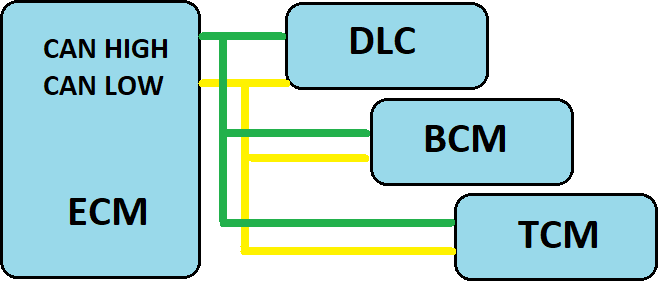 CAN HIGH
CAN LOW
ECM
DLC
BCM
TCM